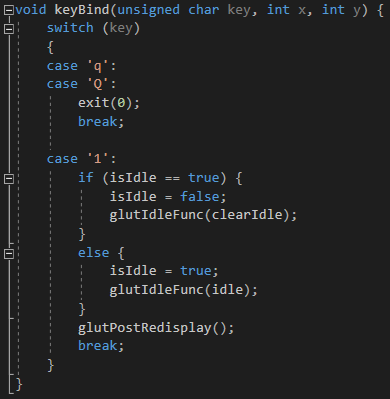 void keyBind(unsigned char key, int x, int y) {
    switch (key)
    {
    case 'q':
    case 'Q':
        exit(0);
        break;

    case '1':
        if (isIdle == true) {
            isIdle = false;
            glutIdleFunc(clearIdle);
        }
        else {
            isIdle = true;
            glutIdleFunc(idle);
        }
        glutPostRedisplay();
        break;
    }
}